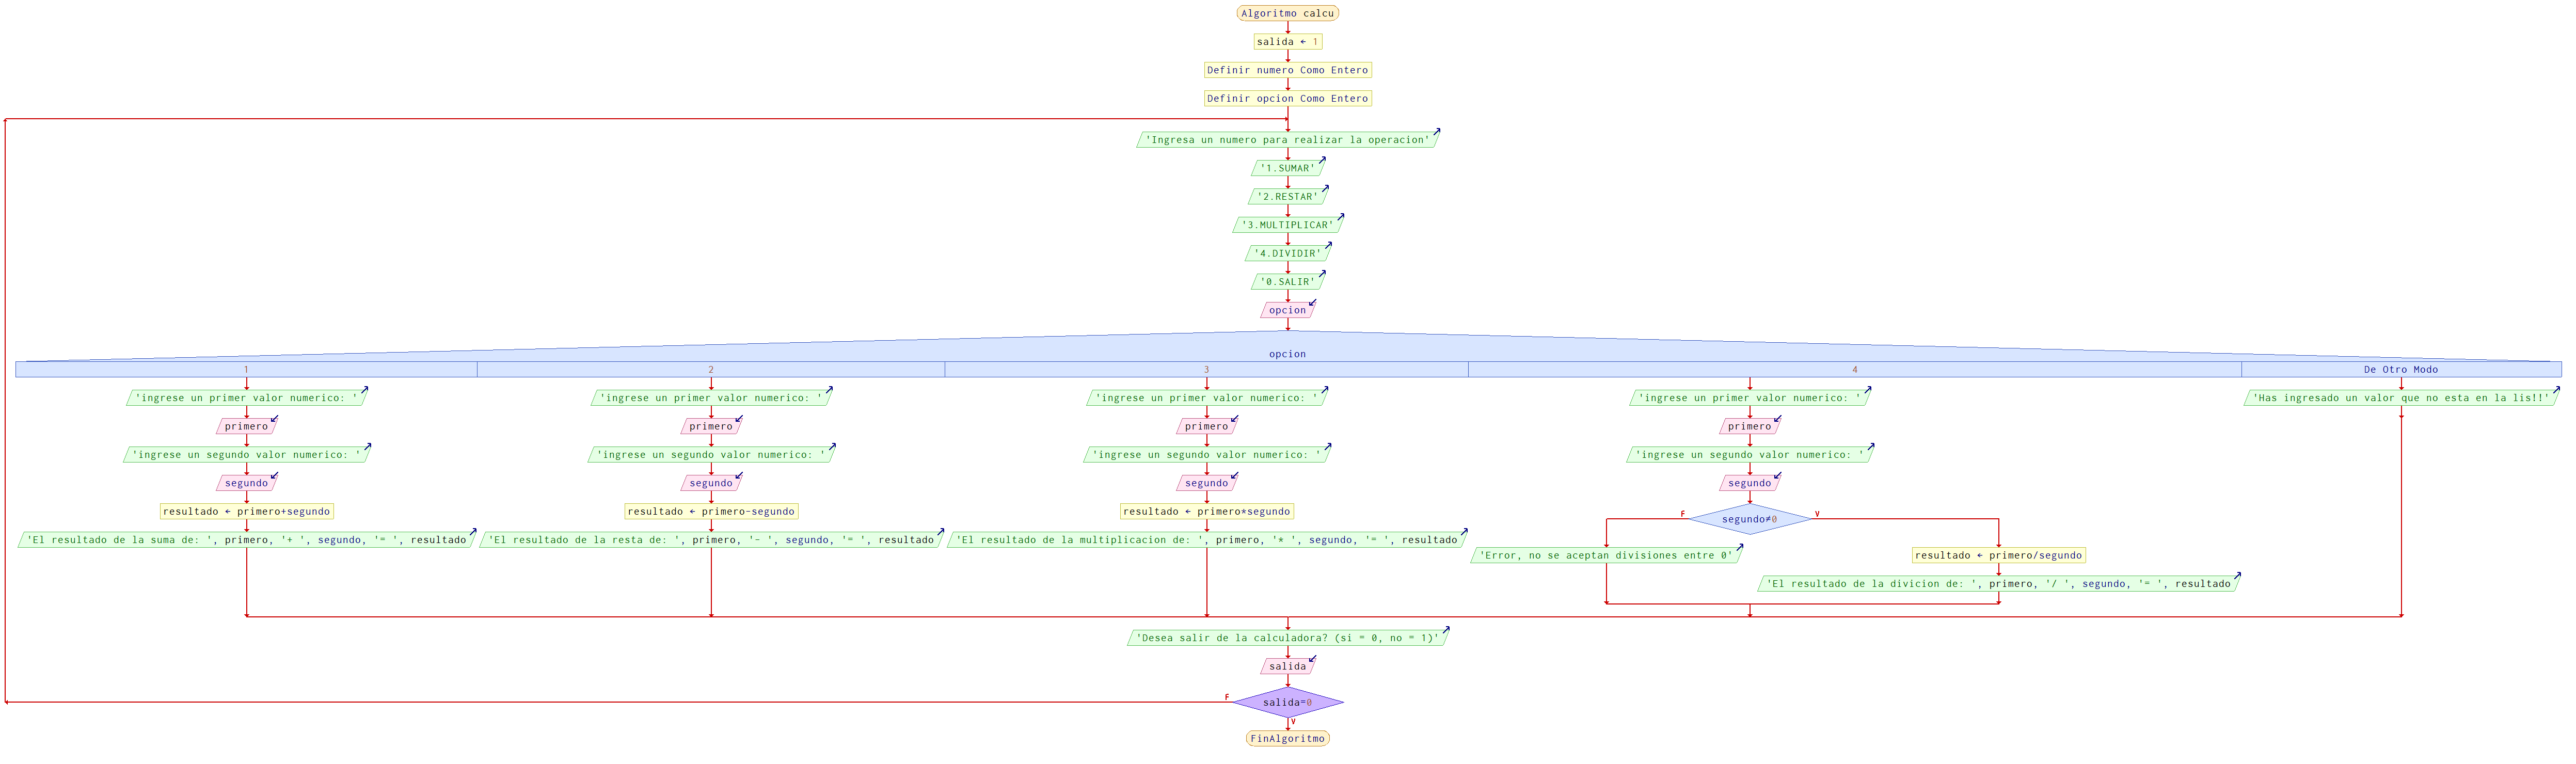 Algoritmo calcu
salida ← 1
Definir numero Como Entero
Definir opcion Como Entero
'Ingresa un numero para realizar la operacion'
'1.SUMAR'
'2.RESTAR'
'3.MULTIPLICAR'
'4.DIVIDIR'
'0.SALIR'
opcion
opcion
1
'ingrese un primer valor numerico: '
primero
'ingrese un segundo valor numerico: '
segundo
resultado ← primero+segundo
'El resultado de la suma de: ', primero, '+ ', segundo, '= ', resultado
2
'ingrese un primer valor numerico: '
primero
'ingrese un segundo valor numerico: '
segundo
resultado ← primero-segundo
'El resultado de la resta de: ', primero, '- ', segundo, '= ', resultado
3
'ingrese un primer valor numerico: '
primero
'ingrese un segundo valor numerico: '
segundo
resultado ← primero*segundo
'El resultado de la multiplicacion de: ', primero, '* ', segundo, '= ', resultado
4
'ingrese un primer valor numerico: '
primero
'ingrese un segundo valor numerico: '
segundo
F
segundo≠0
V
'Error, no se aceptan divisiones entre 0'
resultado ← primero/segundo
'El resultado de la divicion de: ', primero, '/ ', segundo, '= ', resultado
De Otro Modo
'Has ingresado un valor que no esta en la lis!!'
'Desea salir de la calculadora? (si = 0, no = 1)'
salida
F
salida=0
V
FinAlgoritmo